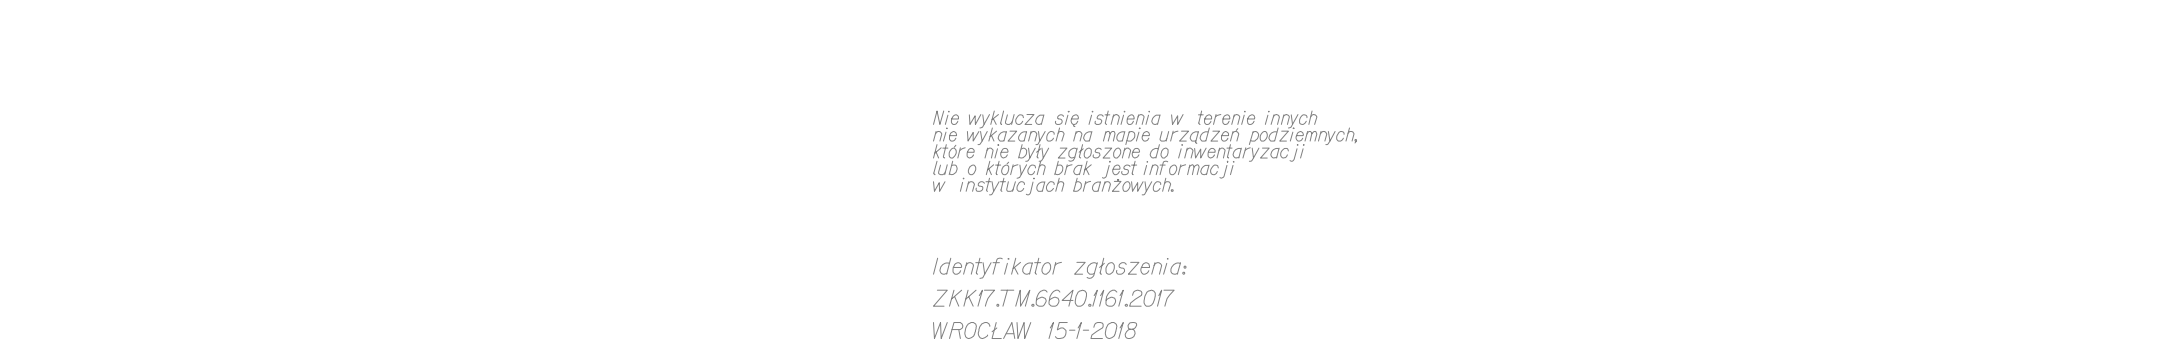 Nie wyklucza się istnienia w terenie innych
nie wykazanych na mapie urządzeń podziemnych,
które nie były zgłoszone do inwentaryzacji
lub o których brak jest informacji
w instytucjach branżowych.
Identyfikator zgłoszenia:
ZKK17.TM.6640.1161.2017
WROCŁAW 15-1-2018